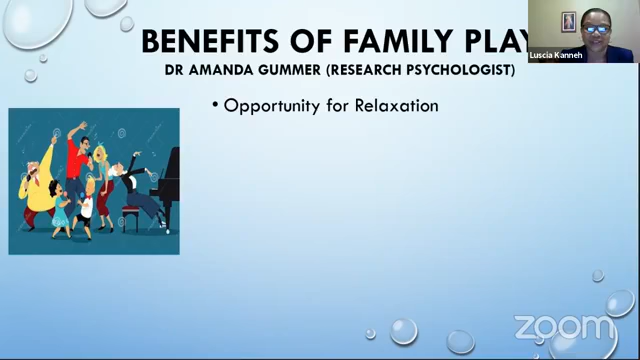 BENEFITS OF FAMILY PLAY
DR AMANDA GUMMER (RESEARCH PSYCHOLOGIST)
• Opportunity for Relaxation
Luscia Kanneh
zoom